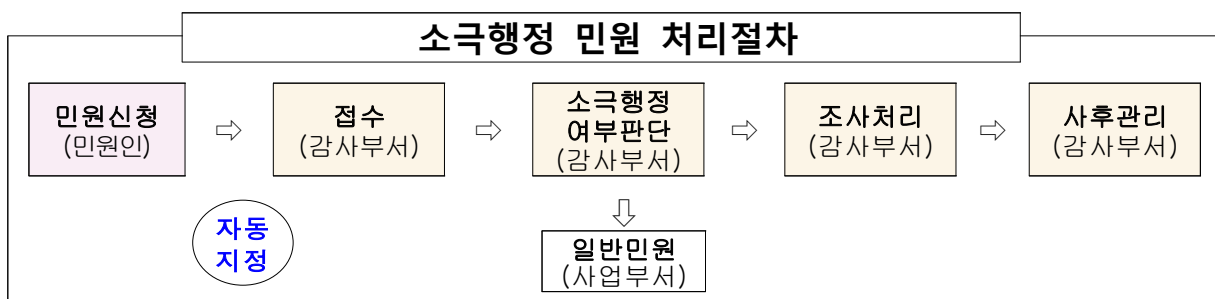 소극행정 민원 처리절차
민원신청
(민원인)
⇨
접수
(감사부서)
⇨
소극행정
여부판단
(감사부서)
⇨
조사처리
(감사부서)
⇨
사후관리
(감사부서)
자동
지정
⇩
일반민원
(사업부서)